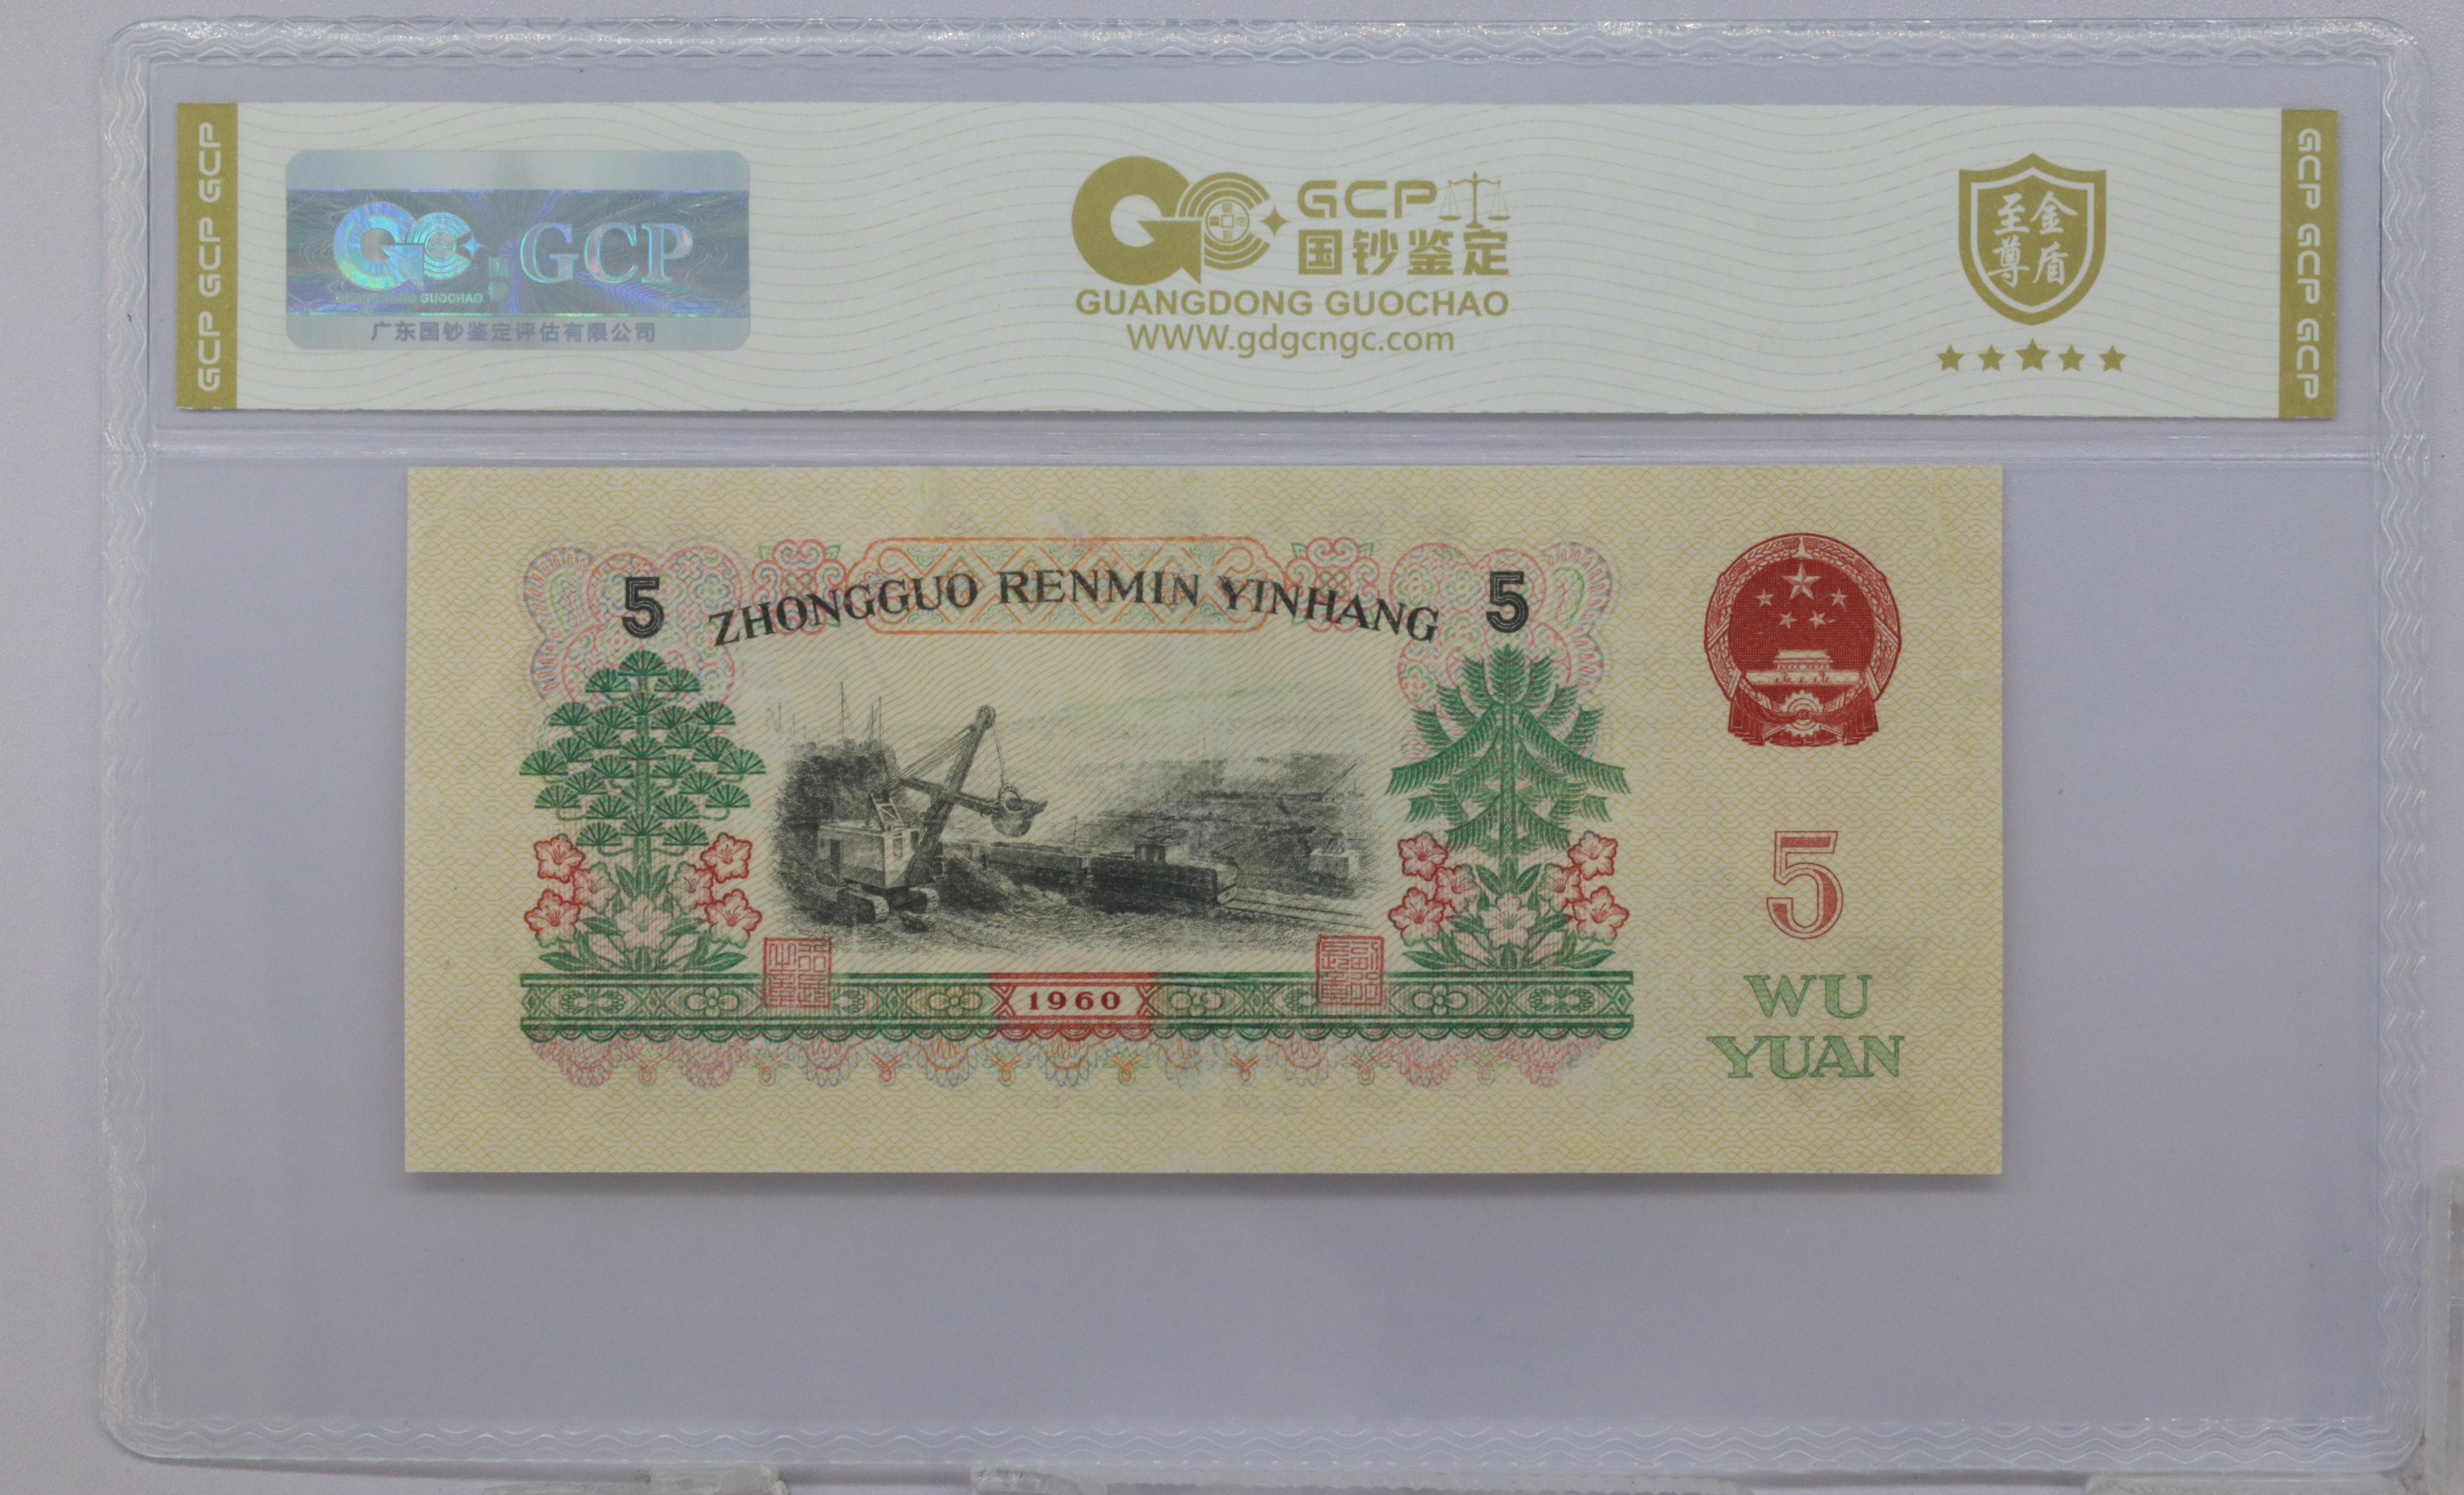 GCP GCP GCP
GCP
GUANGDONG GUOCHAO
广东国钞鉴定评估有限公司
GCP
国钞鉴定
GUANGDONG GUOCHAO
WWW.gdgcngc.com
至尊
金盾
GCP GCP GCP
5
ZHONGGUO RENMIN YINHANG
5
1960
5
WU
YUAN